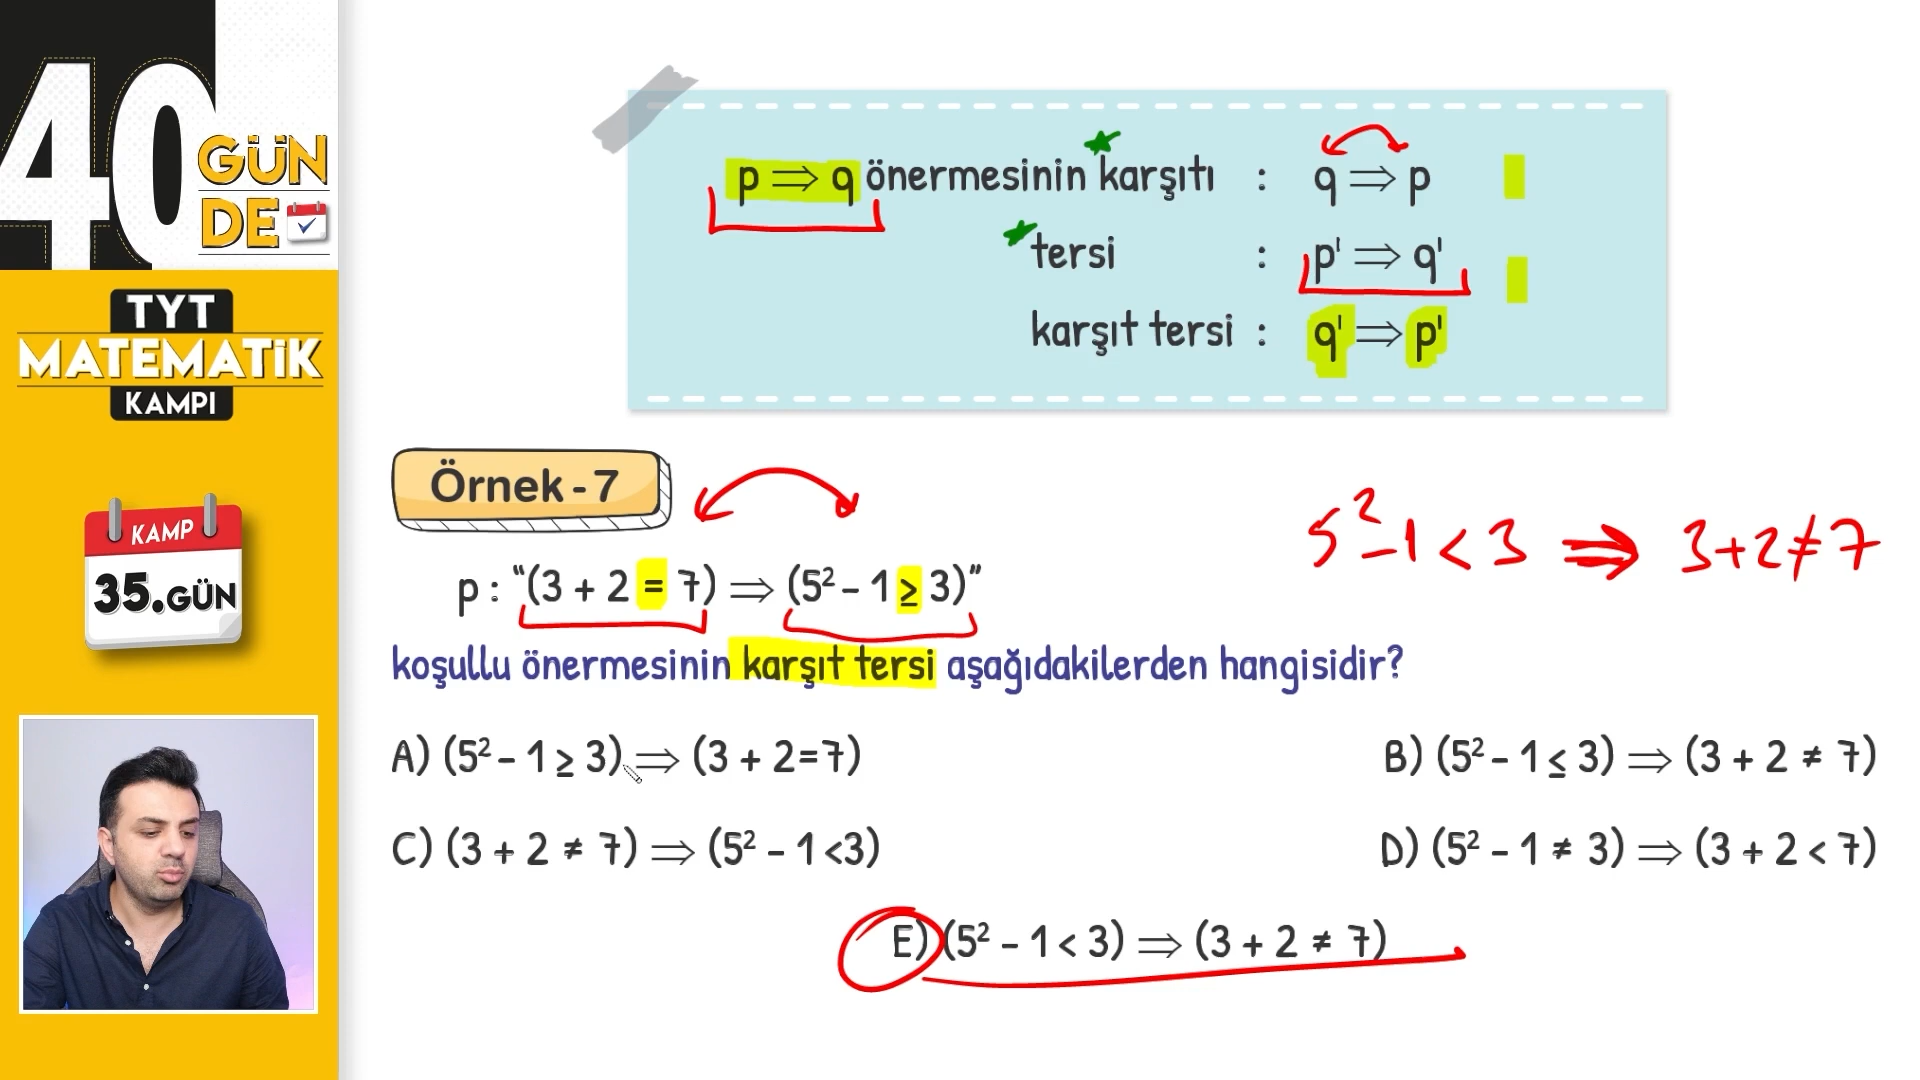 40
GÜN
DE
TYT
MATEMATİK
KAMPI
KAMP
35.GÜN
p ⇒ q önermesinin karşıtı : q ⇒ p
tersi : p' ⇒ q'
karşıt tersi : q' ⇒ p'
Örnek - 7
5² - 1 < 3 ⇒ 3 + 2 ≠ 7
p : “(3 + 2 = 7) ⇒ (5² – 1 ≥ 3)”
koşullu önermesinin karşıt tersi aşağıdakilerden hangisidir?
A) (5² – 1 ≥ 3) ⇒ (3 + 2 = 7)
B) (5² – 1 ≤ 3) ⇒ (3 + 2 ≠ 7)
C) (3 + 2 ≠ 7) ⇒ (5² – 1 <3)
D) (5² – 1 ≠ 3) ⇒ (3 + 2 < 7)
E) (5² – 1 < 3) ⇒ (3 + 2 ≠ 7)